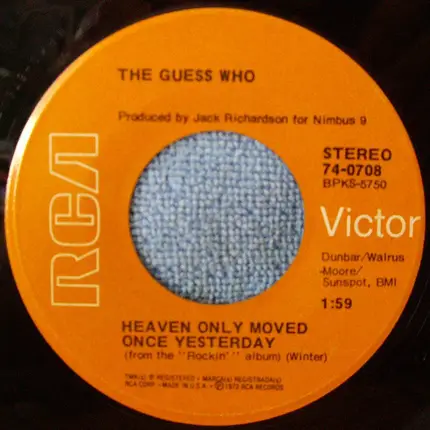 THE GUESS WHO
Produced by Jack Richardson for Nimbus 9
RCA
STEREO
74-0708
BPKS-5750
Victor
Dunbar/Walrus
-Moore/
Sunspot, BMI
1:59
HEAVEN ONLY MOVED
ONCE YESTERDAY
(from the "Rockin'" album) (Winter)
TMK(S) ® REGISTERED • MARCA(S) REGISTRADA(S)
RCA CORP • MADE IN U.S.A. • Ⓟ 1972 RCA RECORDS